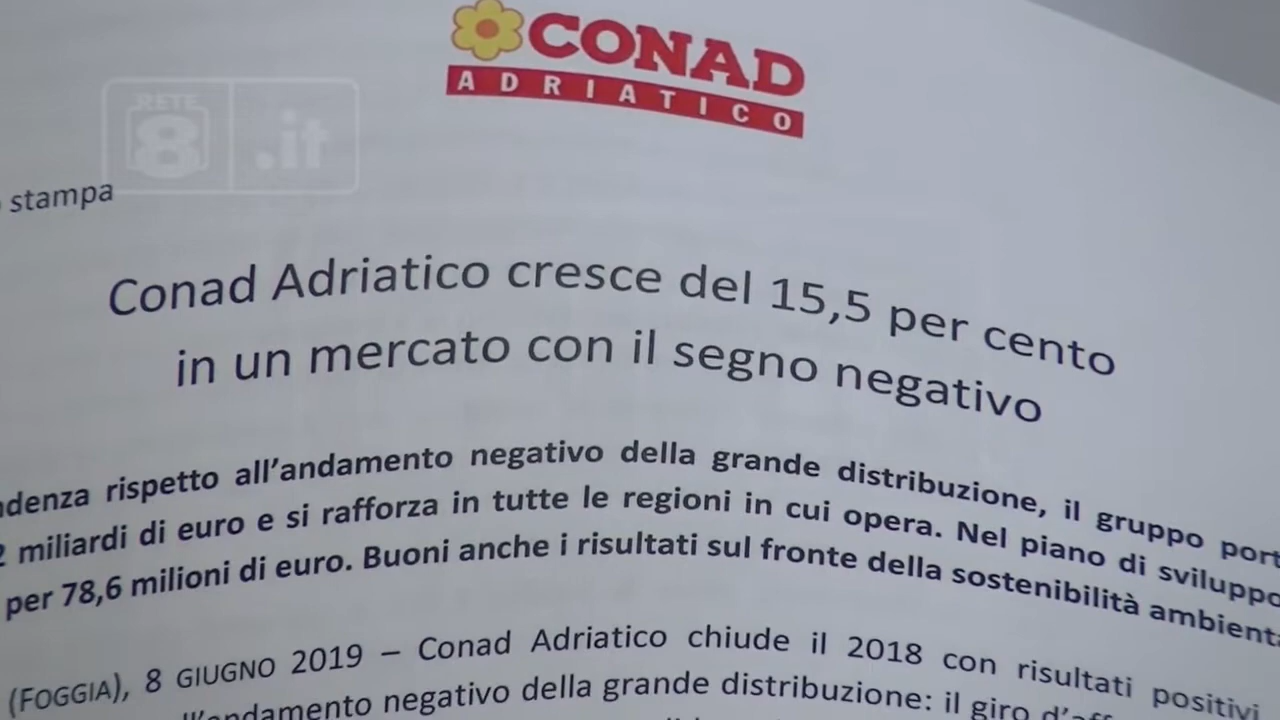 CONAD
ADRIATICO
RETE
8 .it
stampa
Conad Adriatico cresce del 15,5 per cento
in un mercato con il segno negativo
rispetto all'andamento negativo della grande distribuzione, il gruppo
miliardi di euro e si rafforza in tutte le regioni in cui opera. Nel piano di sviluppo
per 78,6 milioni di euro. Buoni anche i risultati sul fronte della sostenibilità
(FOGGIA), 8 GIUGNO 2019 – Conad Adriatico chiude il 2018 con risultati positivi
negativo della grande distribuzione: il giro